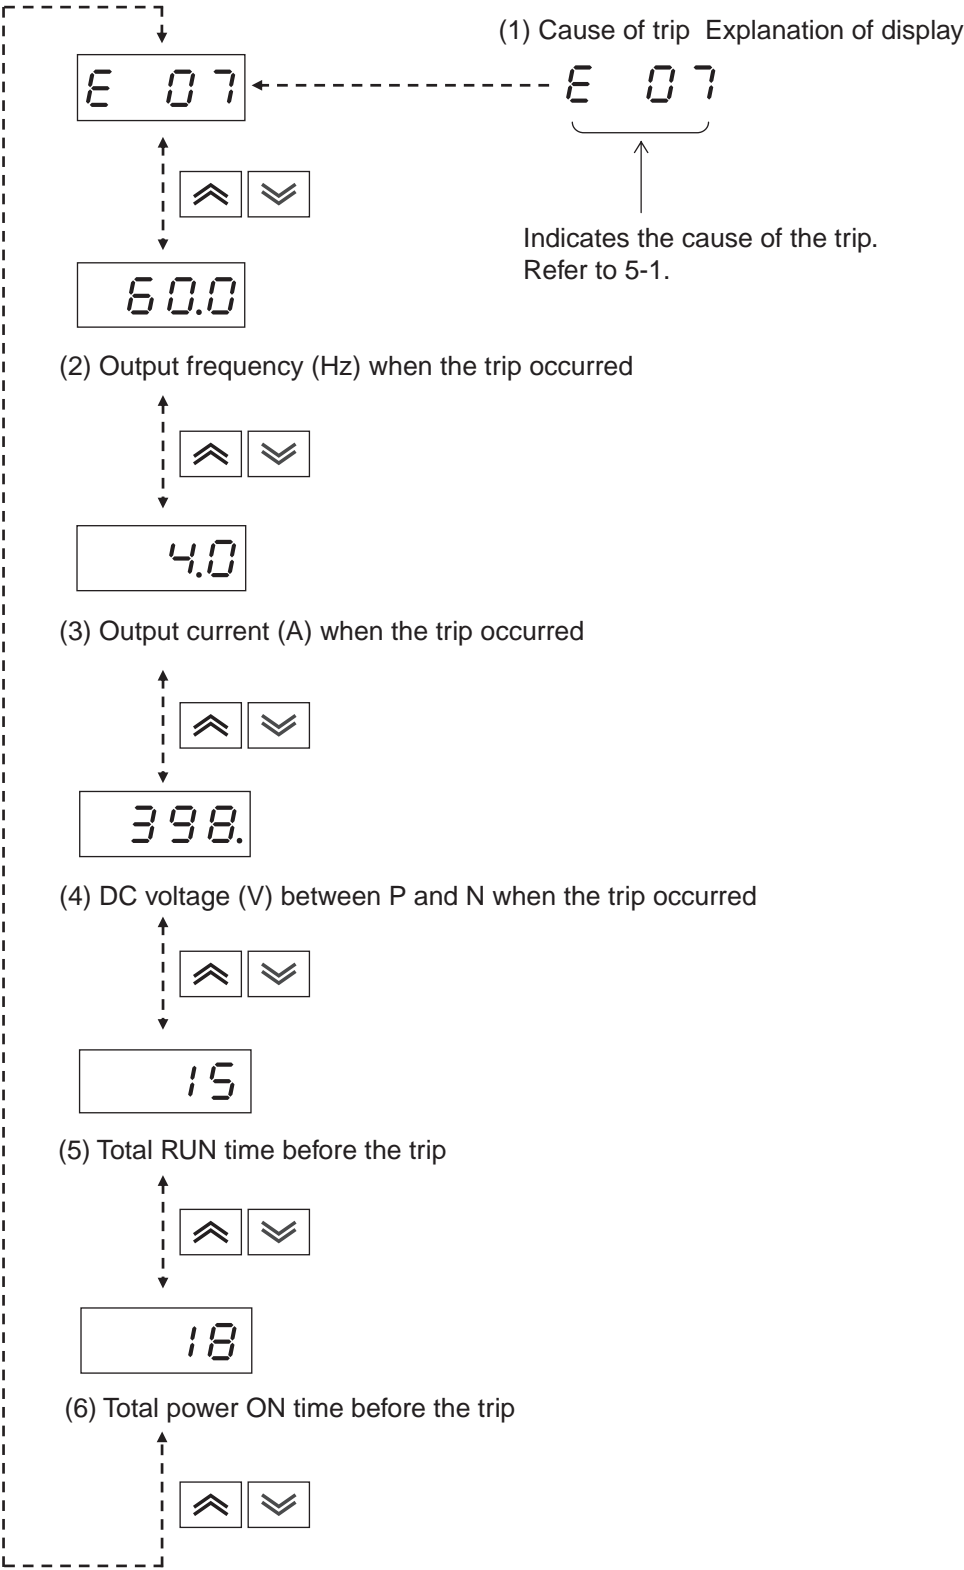 (1) Cause of trip  Explanation of display
E 07
E 07
Indicates the cause of the trip.
Refer to 5-1.
60.0
(2) Output frequency (Hz) when the trip occurred
4.0
(3) Output current (A) when the trip occurred
398.
(4) DC voltage (V) between P and N when the trip occurred
15
(5) Total RUN time before the trip
18
(6) Total power ON time before the trip